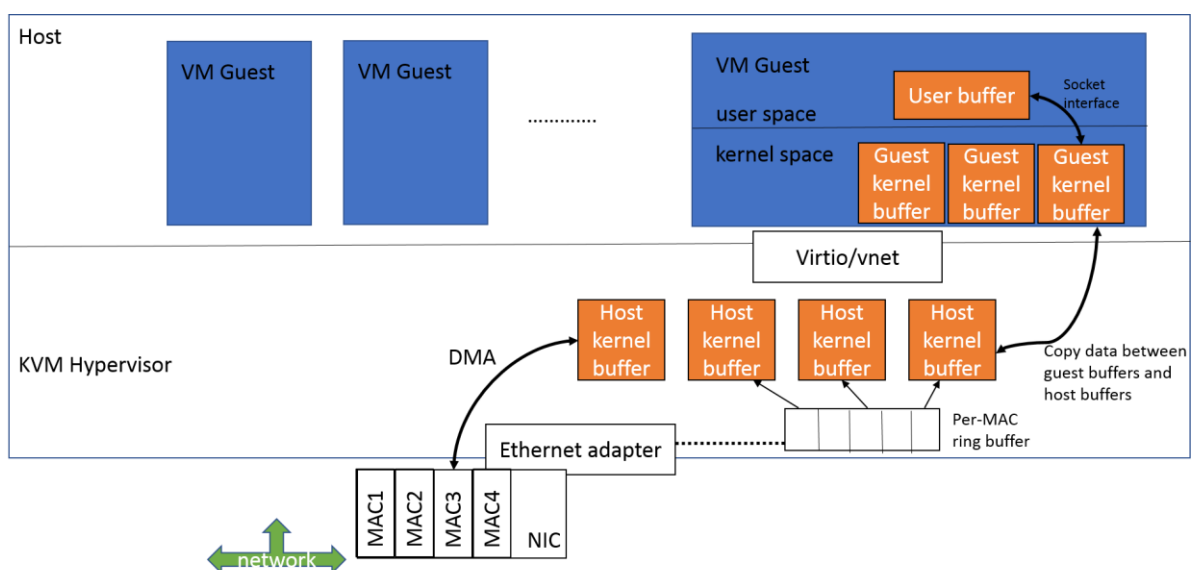 Host
VM Guest
VM Guest
.............
VM Guest
User buffer
Socket
interface
user space
kernel space
Guest
kernel
buffer
Guest
kernel
buffer
Guest
kernel
buffer
Virtio/vnet
KVM Hypervisor
DMA
Host
kernel
buffer
Host
kernel
buffer
Host
kernel
buffer
Host
kernel
buffer
Copy data between
guest buffers and
host buffers
Per-MAC
ring buffer
Ethernet adapter
MAC1
MAC2
MAC3
MAC4
NIC
network